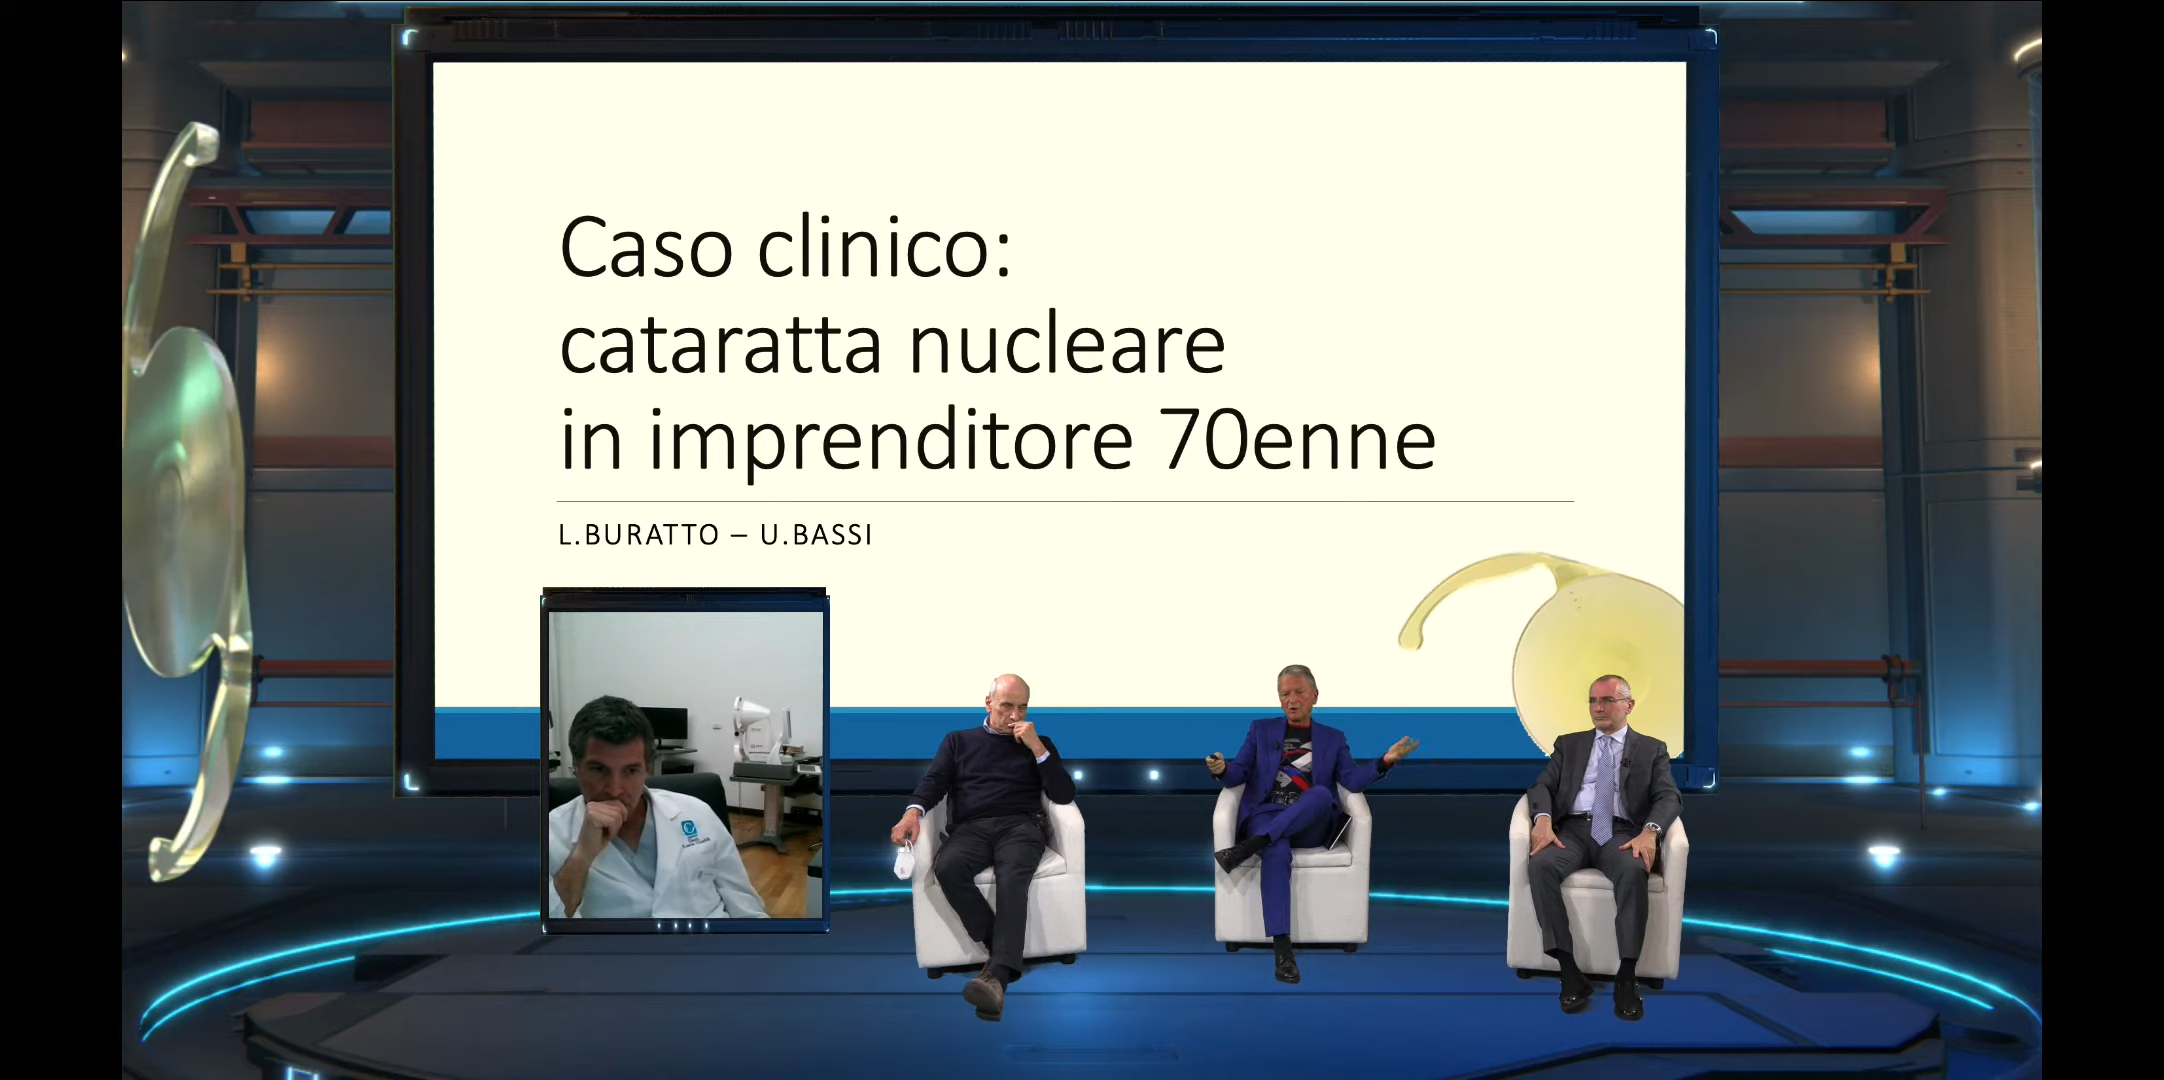 Caso clinico:
cataratta nucleare
in imprenditore 70enne
L.BURATTO – U.BASSI